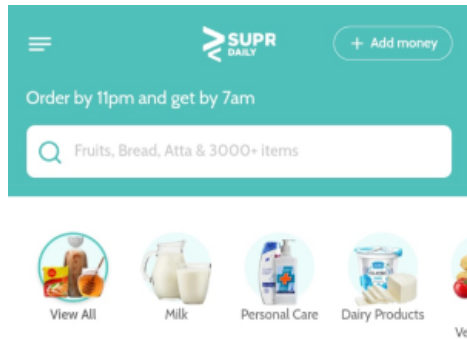 SUPR
DAILY
+ Add money
Order by 11pm and get by 7am
Fruits, Bread, Atta & 3000+ items
View All
Milk
Personal Care
Dairy Products
Ve